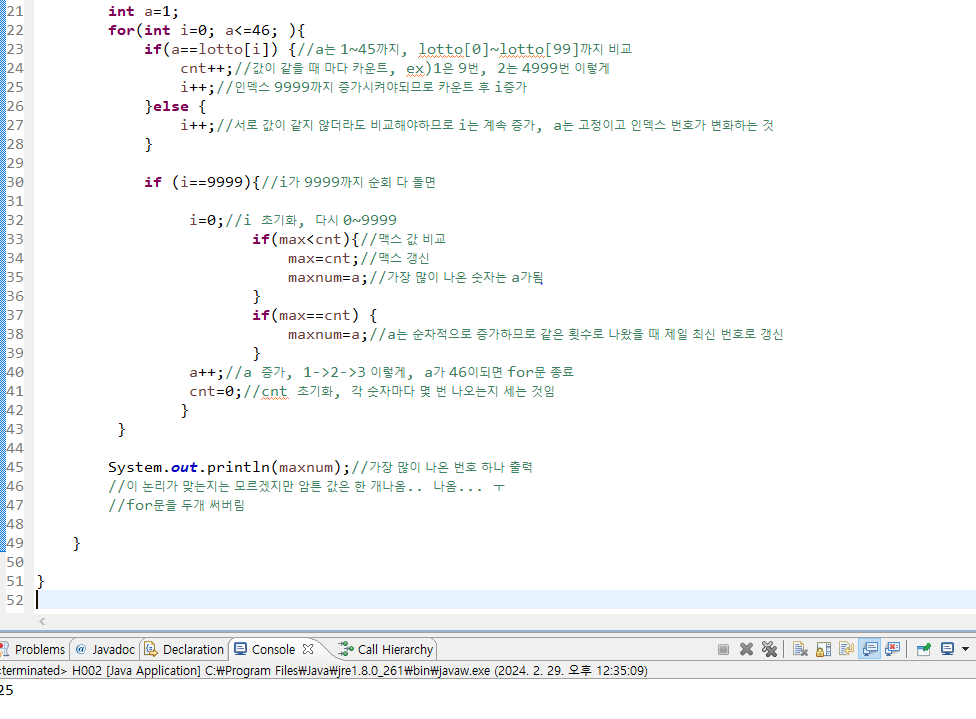 21 int a=1;
22 for(int i=0; a<=46; ){
23 if(a==lotto[i]) {//a는 1~45까지, lotto[0]~lotto[99]까지 비교
24 cnt++;//값이 같을 때 마다 카운트, ex)1은 9번, 2는 4999번 이렇게
25 i++;//인덱스 9999까지 증가시켜야되므로 카운트 후 i증가
26 }else {
27 i++;//서로 값이 같지 않더라도 비교해야하므로 i는 계속 증가, a는 고정이고 인덱스 번호가 변화하는 것
28 }
29
30 if (i==9999){//i가 9999까지 순회 다 돌면
31
32 i=0;//i 초기화, 다시 0~9999
33 if(max<cnt){//맥스 값 비교
34 max=cnt;//맥스 갱신
35 maxnum=a;//가장 많이 나온 숫자는 a가됨
36 }
37 if(max==cnt) {
38 maxnum=a;//a는 순차적으로 증가하므로 같은 횟수로 나왔을 때 제일 최신 번호로 갱신
39 }
40 a++;//a 증가, 1->2->3 이렇게, a가 46이되면 for문 종료
41 cnt=0;//cnt 초기화, 각 숫자마다 몇 번 나오는지 세는 것임
42 }
43 }
44
45 System.out.println(maxnum);//가장 많이 나온 번호 하나 출력
46 //이 논리가 맞는지는 모르겠지만 암튼 값은 한 개나옴.. 나옴... ㅜ
47 //for문을 두개 써버림
48
49 }
50
51 }
52
Problems @ Javadoc Declaration Console Call Hierarchy
<terminated> H002 [Java Application] C:₩Program Files₩Java₩jre1.8.0_261₩bin₩javaw.exe (2024. 2. 29. 오후 12:35:09)
25